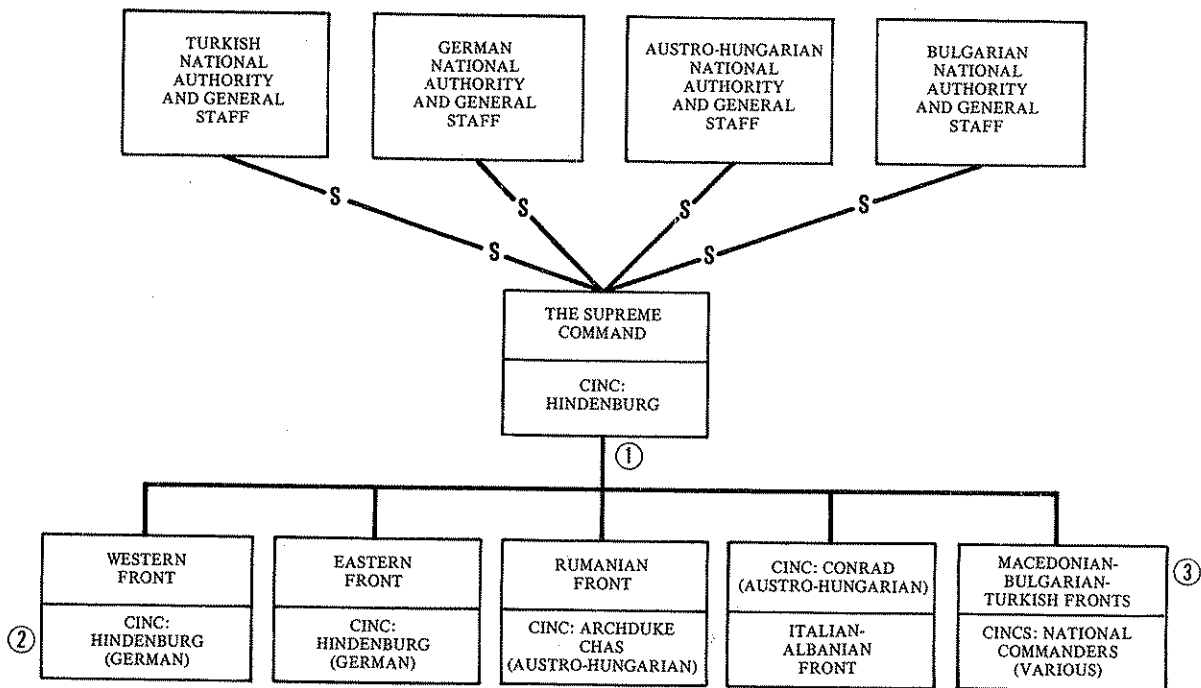 TURKISH
NATIONAL
AUTHORITY
AND GENERAL
STAFF
GERMAN
NATIONAL
AUTHORITY
AND GENERAL
STAFF
AUSTRO-HUNGARIAN
NATIONAL
AUTHORITY
AND GENERAL
STAFF
BULGARIAN
NATIONAL
AUTHORITY
AND GENERAL
STAFF
S
S
S
S
S
S
THE SUPREME
COMMAND
CINC:
HINDENBURG
①
WESTERN
FRONT
②
CINC:
HINDENBURG
(GERMAN)
EASTERN
FRONT
CINC:
HINDENBURG
(GERMAN)
RUMANIAN
FRONT
CINC: ARCHDUKE
CHAS
(AUSTRO-HUNGARIAN)
CINC: CONRAD
(AUSTRO-HUNGARIAN)
ITALIAN-
ALBANIAN
FRONT
MACEDONIAN-
BULGARIAN-
TURKISH FRONTS
③
CINCS: NATIONAL
COMMANDERS
(VARIOUS)